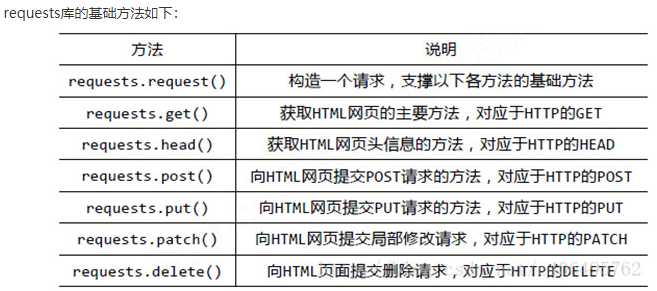 requests库的基础方法如下:
方法 说明
requests.request() 构造一个请求，支撑以下各方法的基础方法
requests.get() 获取HTML网页的主要方法，对应于HTTP的GET
requests.head() 获取HTML网页头信息的方法，对应于HTTP的HEAD
requests.post() 向HTML网页提交POST请求的方法，对应于HTTP的POST
requests.put() 向HTML网页提交PUT请求的方法，对应于HTTP的PUT
requests.patch() 向HTML网页提交局部修改请求，对应于HTTP的PATCH
requests.delete() 向HTML页面提交删除请求，对应于HTTP的DELETE